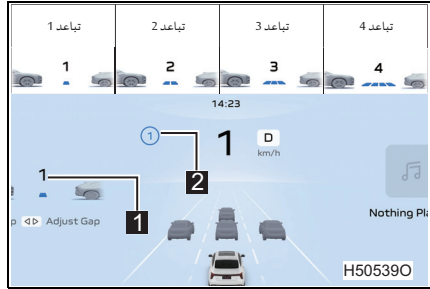 تباعد 1
تباعد 2
تباعد 3
تباعد 4
1
2
3
4
14:23
1
1
D
km/h
2
1
1
p ◁▷ Adjust Gap
Nothing Pla
H50539O